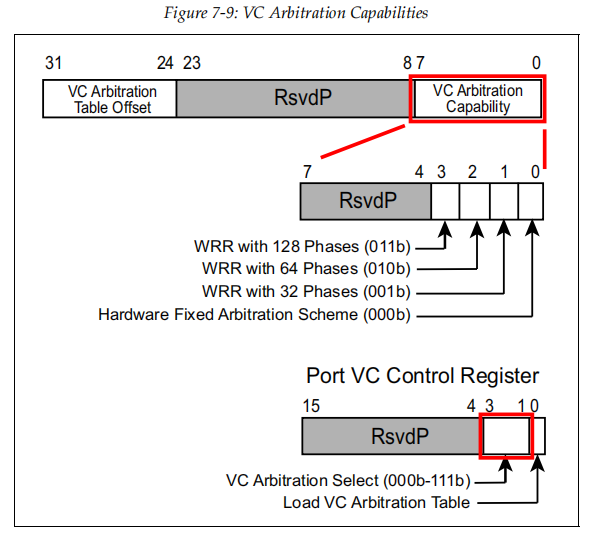 Figure 7-9: VC Arbitration Capabilities
31 24 23 8 7 0
VC Arbitration
Table Offset
RsvdP
VC Arbitration
Capability
7 4 3 2 1 0
RsvdP
WRR with 128 Phases (011b)
WRR with 64 Phases (010b)
WRR with 32 Phases (001b)
Hardware Fixed Arbitration Scheme (000b)
Port VC Control Register
15 4 3 1 0
RsvdP
VC Arbitration Select (000b-111b)
Load VC Arbitration Table